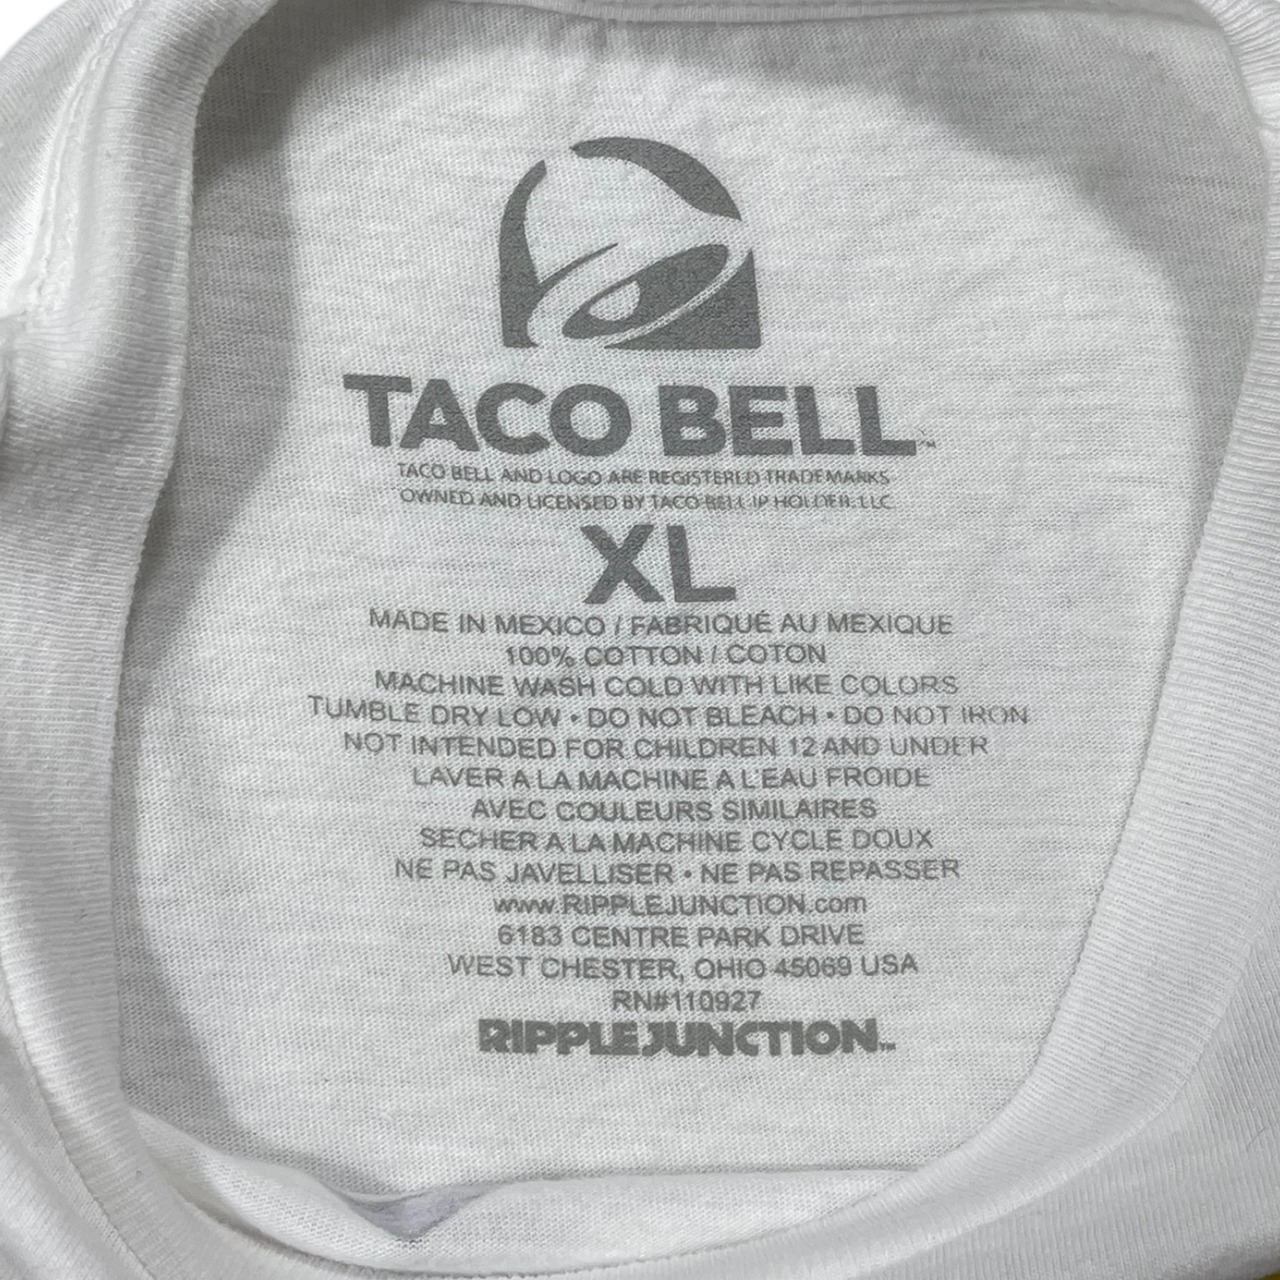 TACO BELL™
TACO BELL AND LOGO ARE REGISTERED TRADEMARKS
OWNED AND LICENSED BY TACO BELL IP HOLDER, LLC.
XL
MADE IN MEXICO / FABRIQUÉ AU MEXIQUE
100% COTTON / COTON
MACHINE WASH COLD WITH LIKE COLORS
TUMBLE DRY LOW • DO NOT BLEACH • DO NOT IRON
NOT INTENDED FOR CHILDREN 12 AND UNDER
LAVER A LA MACHINE A L'EAU FROIDE
AVEC COULEURS SIMILAIRES
SECHER A LA MACHINE CYCLE DOUX
NE PAS JAVELLISER • NE PAS REPASSER
www.RIPPLEJUNCTION.com
6183 CENTRE PARK DRIVE
WEST CHESTER, OHIO 45069 USA
RN#110927
RIPPLE JUNCTION™